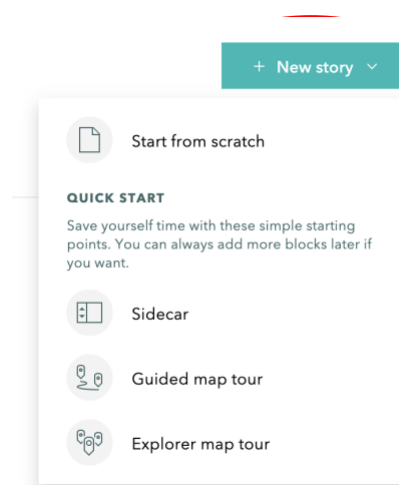 + New story
Start from scratch
QUICK START
Save yourself time with these simple starting
points. You can always add more blocks later if
you want.
Sidecar
Guided map tour
Explorer map tour